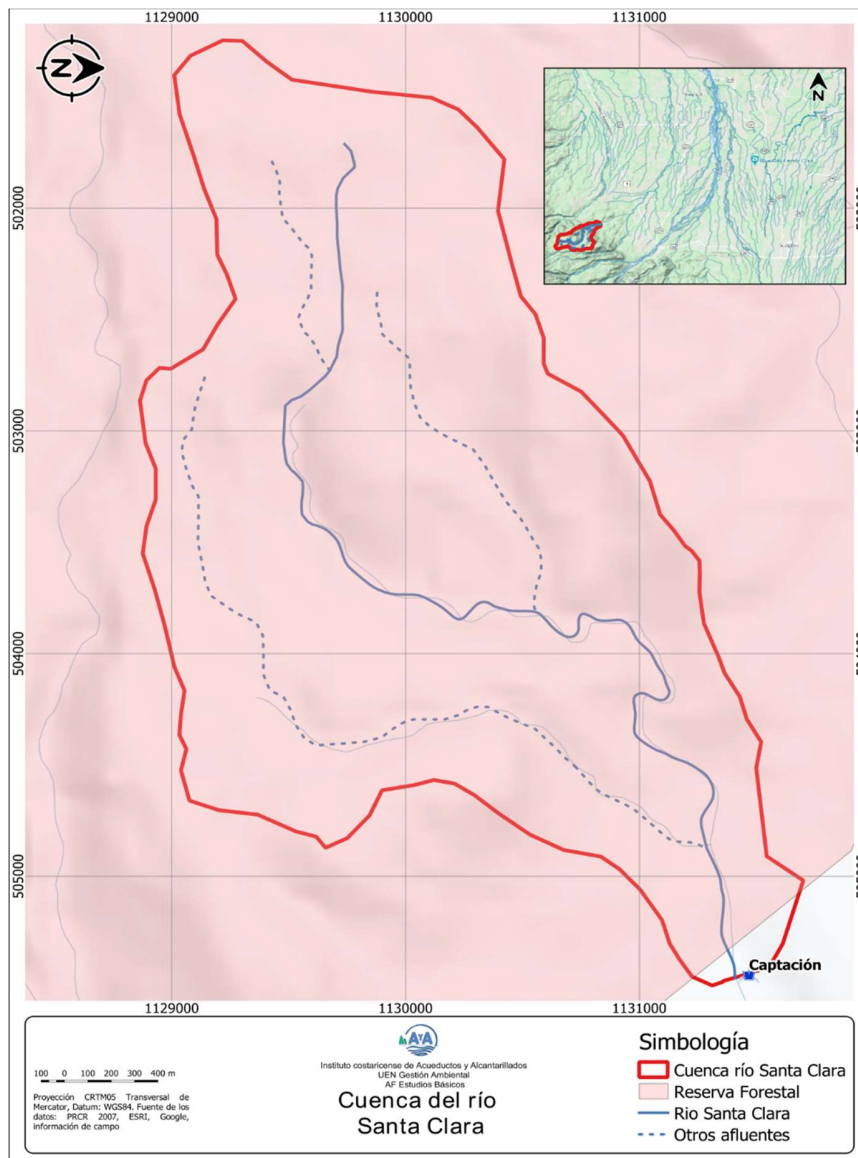 1129000 1130000 1131000
Z
N
502000
503000
504000
505000
Captación
1129000 1130000 1131000
AyA
Instituto costarricense de Acueductos y Alcantarillados
UEN Gestión Ambiental
AF Estudios Básicos
Cuenca del río
Santa Clara
100 0 100 200 300 400 m
Proyección CRTM05 Transversal de
Mercator, Datum: WGS84. Fuente de los
datos: PRCR 2007, ESRI, Google,
información de campo
Simbología
Cuenca río Santa Clara
Reserva Forestal
Rio Santa Clara
Otros afluentes